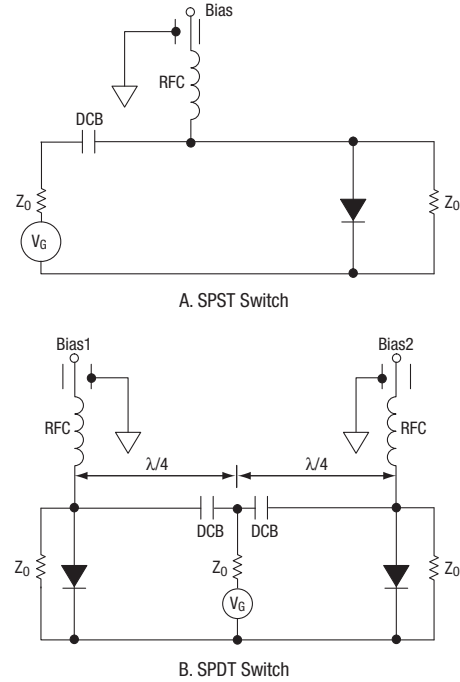 Bias
RFC
DCB
Z0
VG
Z0
A. SPST Switch
Bias1
Bias2
RFC
RFC
λ/4
λ/4
DCB
DCB
Z0
Z0
Z0
VG
B. SPDT Switch